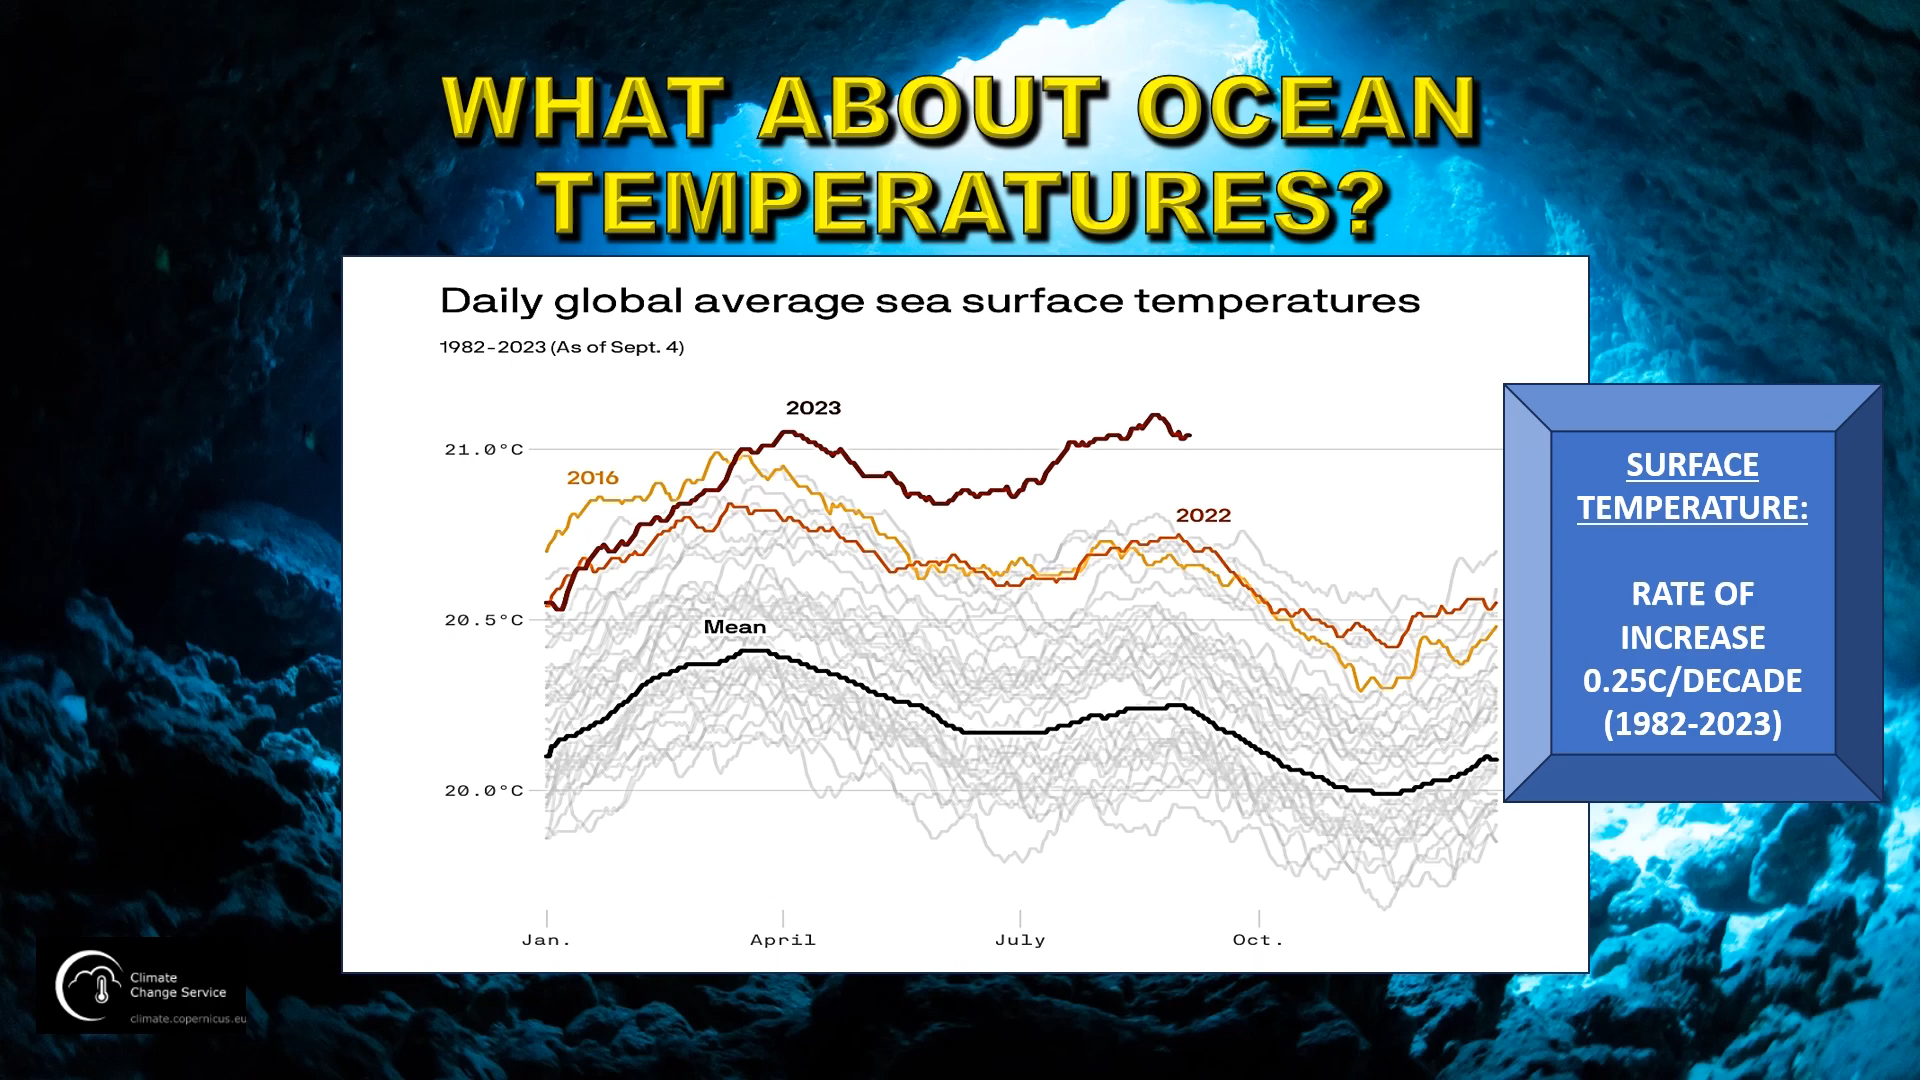 WHAT ABOUT OCEAN
TEMPERATURES?
Daily global average sea surface temperatures
1982-2023 (As of Sept. 4)
2023
21.0°C
2016
2022
20.5°C
Mean
20.0°C
Jan.
April
July
Oct.
SURFACE
TEMPERATURE:
RATE OF
INCREASE
0.25C/DECADE
(1982-2023)
Climate
Change Service
climate.copernicus.eu